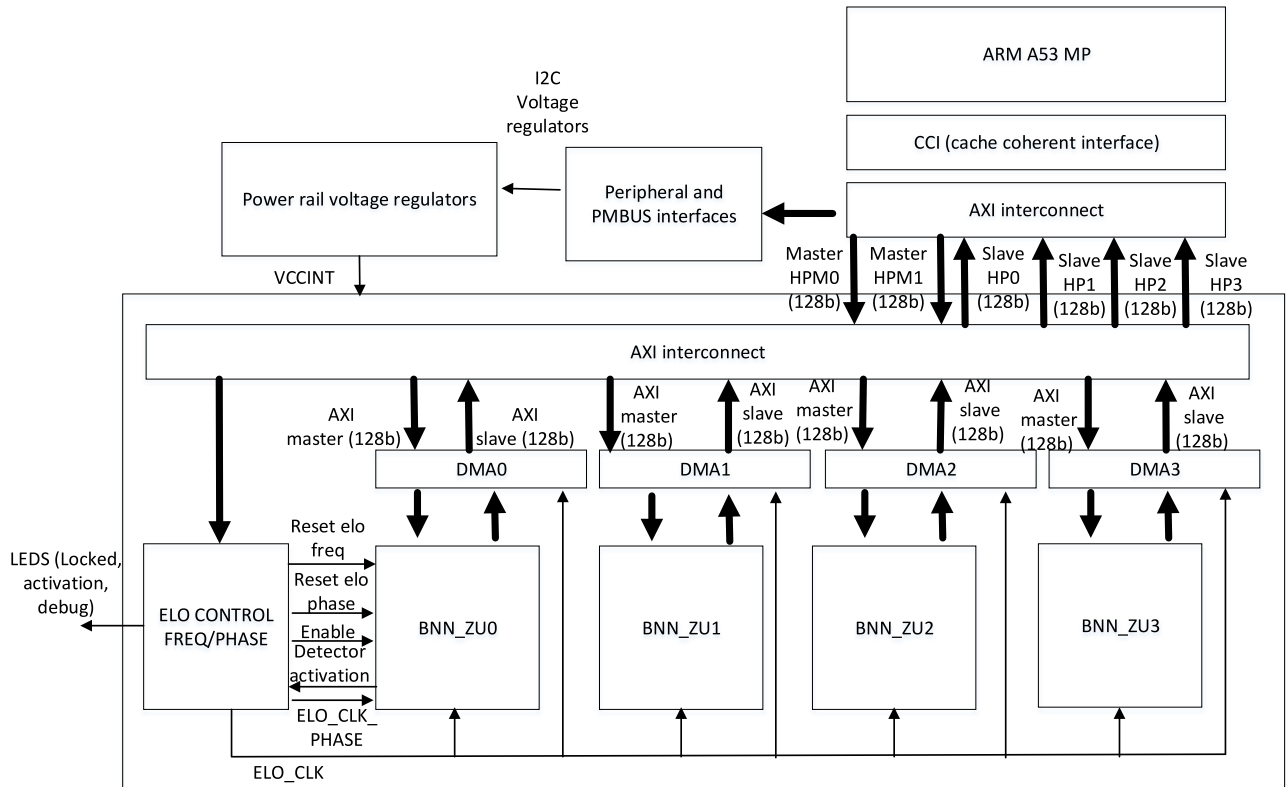 ARM A53 MP
I2C
Voltage
regulators
CCI (cache coherent interface)
Power rail voltage regulators
Peripheral and
PMBUS interfaces
AXI interconnect
VCCINT
Master
HPM0
(128b)
Master
HPM1
(128b)
Slave
HP0
(128b)
Slave
HP1
(128b)
Slave
HP2
(128b)
Slave
HP3
(128b)
AXI interconnect
AXI
master (128b)
AXI
slave (128b)
AXI
master
(128b)
AXI
slave
(128b)
AXI
master
(128b)
AXI
slave
(128b)
AXI
master
(128b)
AXI
slave
(128b)
DMA0
DMA1
DMA2
DMA3
LEDS (Locked,
activation,
debug)
ELO CONTROL
FREQ/PHASE
Reset elo
freq
Reset elo
phase
Enable
Detector
activation
ELO_CLK_
PHASE
BNN_ZU0
BNN_ZU1
BNN_ZU2
BNN_ZU3
ELO_CLK